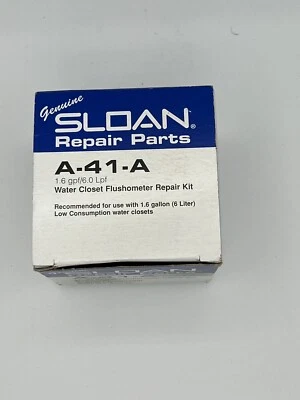 Genuine
SLOAN®
Repair Parts
A-41-A
1.6 gpf/6.0 Lpf
Water Closet Flushometer Repair Kit
Recommended for use with 1.6 gallon (6 Liter)
Low Consumption water closets
SLOAN